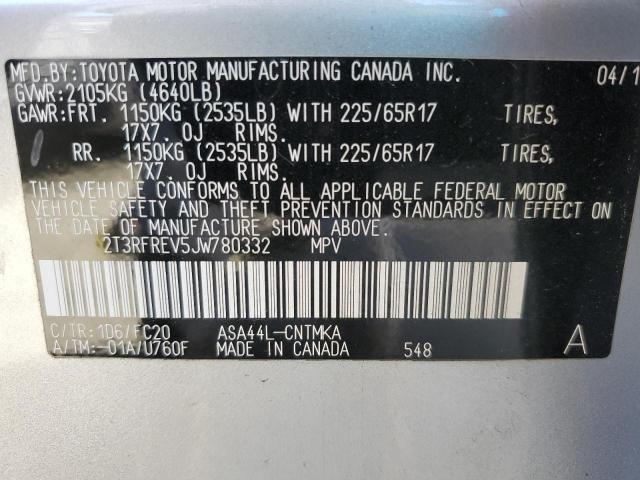 MFD.BY:TOYOTA MOTOR MANUFACTURING CANADA INC. 04/1
GVWR:2105KG (4640LB)
GAWR:FRT. 1150KG (2535LB) WITH 225/65R17 TIRES,
17X7.0J RIMS.
RR. 1150KG (2535LB) WITH 225/65R17 TIRES,
17X7.0J RIMS.
THIS VEHICLE CONFORMS TO ALL APPLICABLE FEDERAL MOTOR
VEHICLE SAFETY AND THEFT PREVENTION STANDARDS IN EFFECT ON
THE DATE OF MANUFACTURE SHOWN ABOVE.
2T3RFREV5JW780332 MPV
C/TR:1D6/FC20 ASA44L-CNTMKA
A/TM:-01A/U760F MADE IN CANADA 548 A